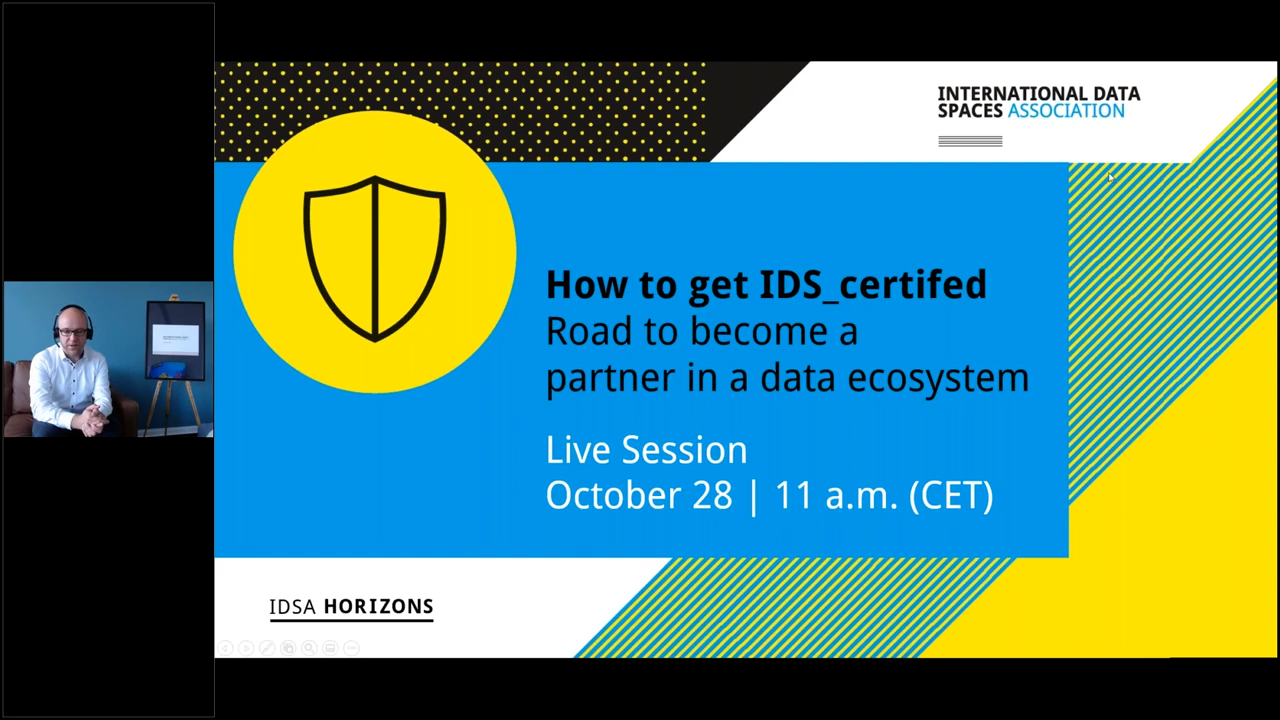 INTERNATIONAL DATA
SPACES ASSOCIATION
How to get IDS_certifed
Road to become a
partner in a data ecosystem
Live Session
October 28 | 11 a.m. (CET)
IDSA HORIZONS